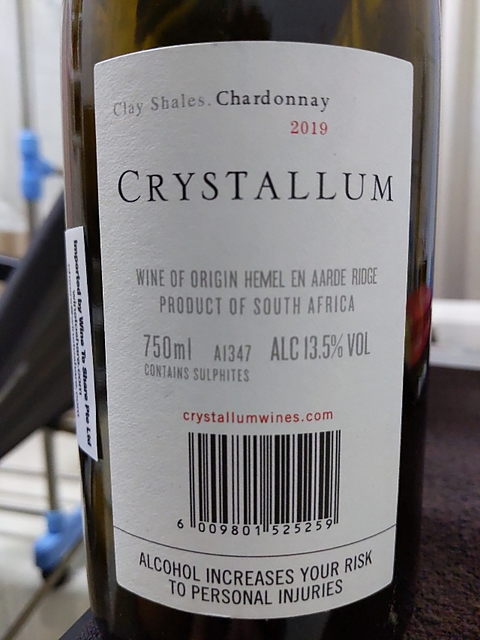 Clay Shales. Chardonnay
2019
CRYSTALLUM
WINE OF ORIGIN HEMEL EN AARDE RIDGE
PRODUCT OF SOUTH AFRICA
750ml A1347 ALC 13.5% VOL
CONTAINS SULPHITES
crystallumwines.com
6 009801 525259
ALCOHOL INCREASES YOUR RISK
TO PERSONAL INJURIES
Imported by Wine To Share Pte Ltd